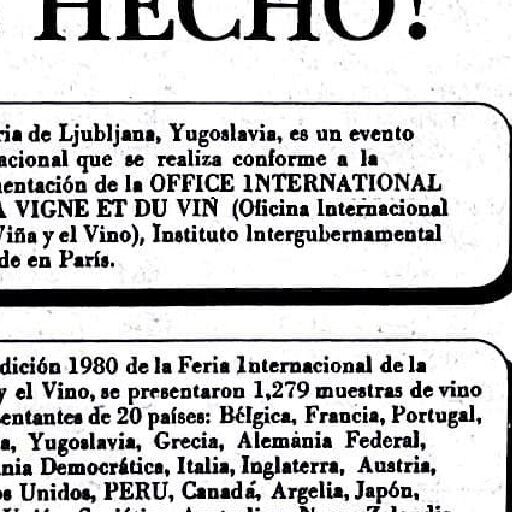 HECHO!
ria de Ljubljana, Yugoslavia, es un evento
acional que se realiza conforme a la
mentación de la OFFICE INTERNATIONAL
A VIGNE ET DU VIN (Oficina Internacional
Viña y el Vino), Instituto Intergubernamental
de en París.
dición 1980 de la Feria Internacional de la
y el Vino, se presentaron 1,279 muestras de vino
entantes de 20 países: Bélgica, Francia, Portugal,
a, Yugoslavia, Grecia, Alemánia Federal,
nia Democrática, Italia, Inglaterra, Austria,
os Unidos, PERU, Canadá, Argelia, Japón,